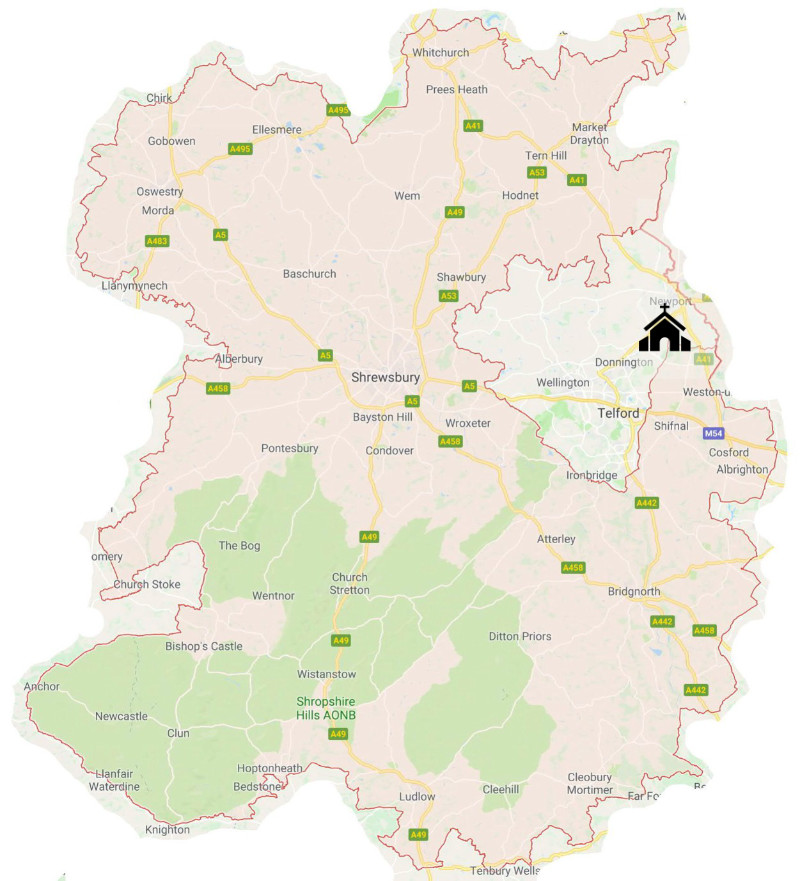 M
Whitchurch
Prees Heath
Chirk
A495
Ellesmere
A41
Market
Drayton
Gobowen
A495
Tern Hill
A53
A41
Oswestry
Wem
Hodnet
Morda
A49
A5
A483
Baschurch
Shawbury
Llanymynech
A53
Newport
Alberbury
A5
Donnington
A41
Shrewsbury
Wellington
A458
A5
Weston-u
A5
Bayston Hill
Telford
Wroxeter
Shifnal
M54
A458
Pontesbury
Condover
Cosford
Albrighton
Ironbridge
A442
A49
Atterley
The Bog
omery
A458
Church Stoke
Church
Stretton
Wentnor
Bridgnorth
A442
A458
A49
Ditton Priors
Bishop's Castle
Wistanstow
Anchor
A442
Shropshire
Hills AONB
Newcastle
Clun
A49
Hoptonheath
Llanfair
Waterdine
Bedstone
Cleobury
Mortimer
Cleehill
Ludlow
Far Fo
Knighton
A49
Tenbury Wells